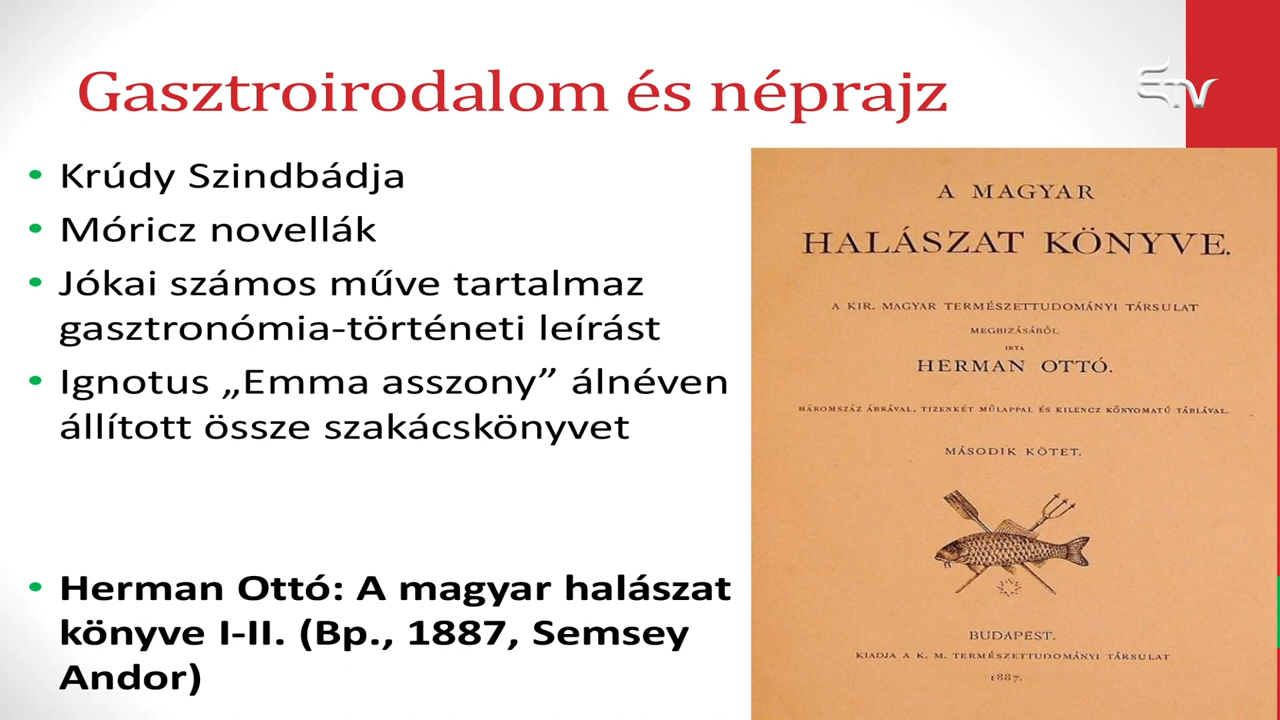 Gasztroirodalom és néprajz
ETV
• Krúdy Szindbádja
• Móricz novellák
• Jókai számos műve tartalmaz
gasztronómia-történeti leírást
• Ignotus „Emma asszony” álnéven
állított össze szakácskönyvet
• Herman Ottó: A magyar halászat
könyve I-II. (Bp., 1887, Semsey
Andor)
A MAGYAR
HALÁSZAT KÖNYVE.
A KIR. MAGYAR TERMÉSZETTUDOMÁNYI TÁRSULAT
MEGBIZÁSÁBÓL
IRTA
HERMAN OTTÓ.
HÁROMSZÁZ ÁBRÁVAL, TIZENKÉT MŰLAPPAL ÉS KILENCZ KŐNYOMATÚ TÁBLÁVAL.
MÁSODIK KÖTET.
BUDAPEST.
KIADJA A K. M. TERMÉSZETTUDOMÁNYI TÁRSULAT
1887.